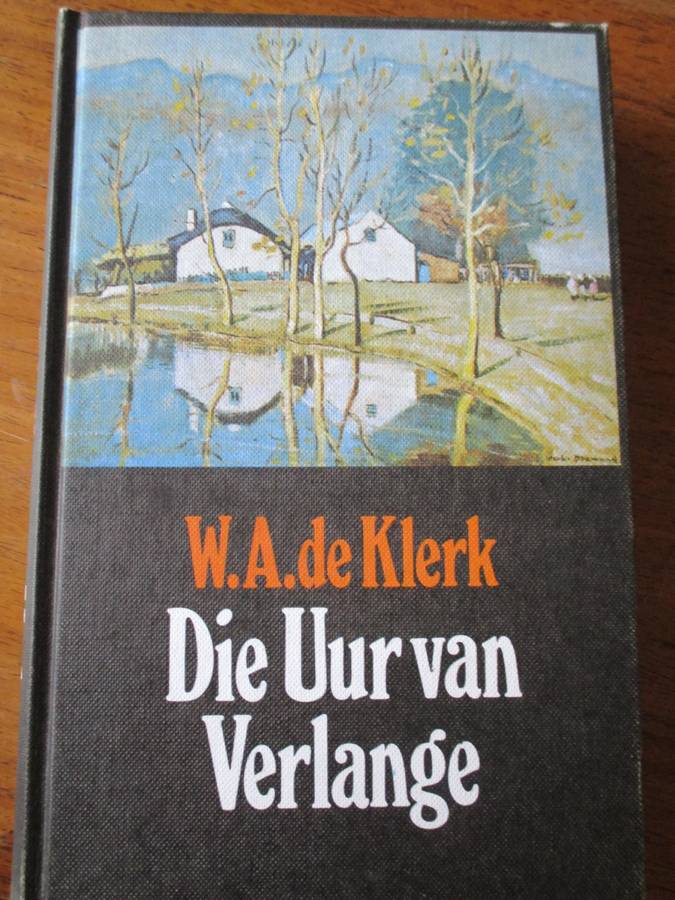 W.A.de Klerk
Die Uur van
Verlange